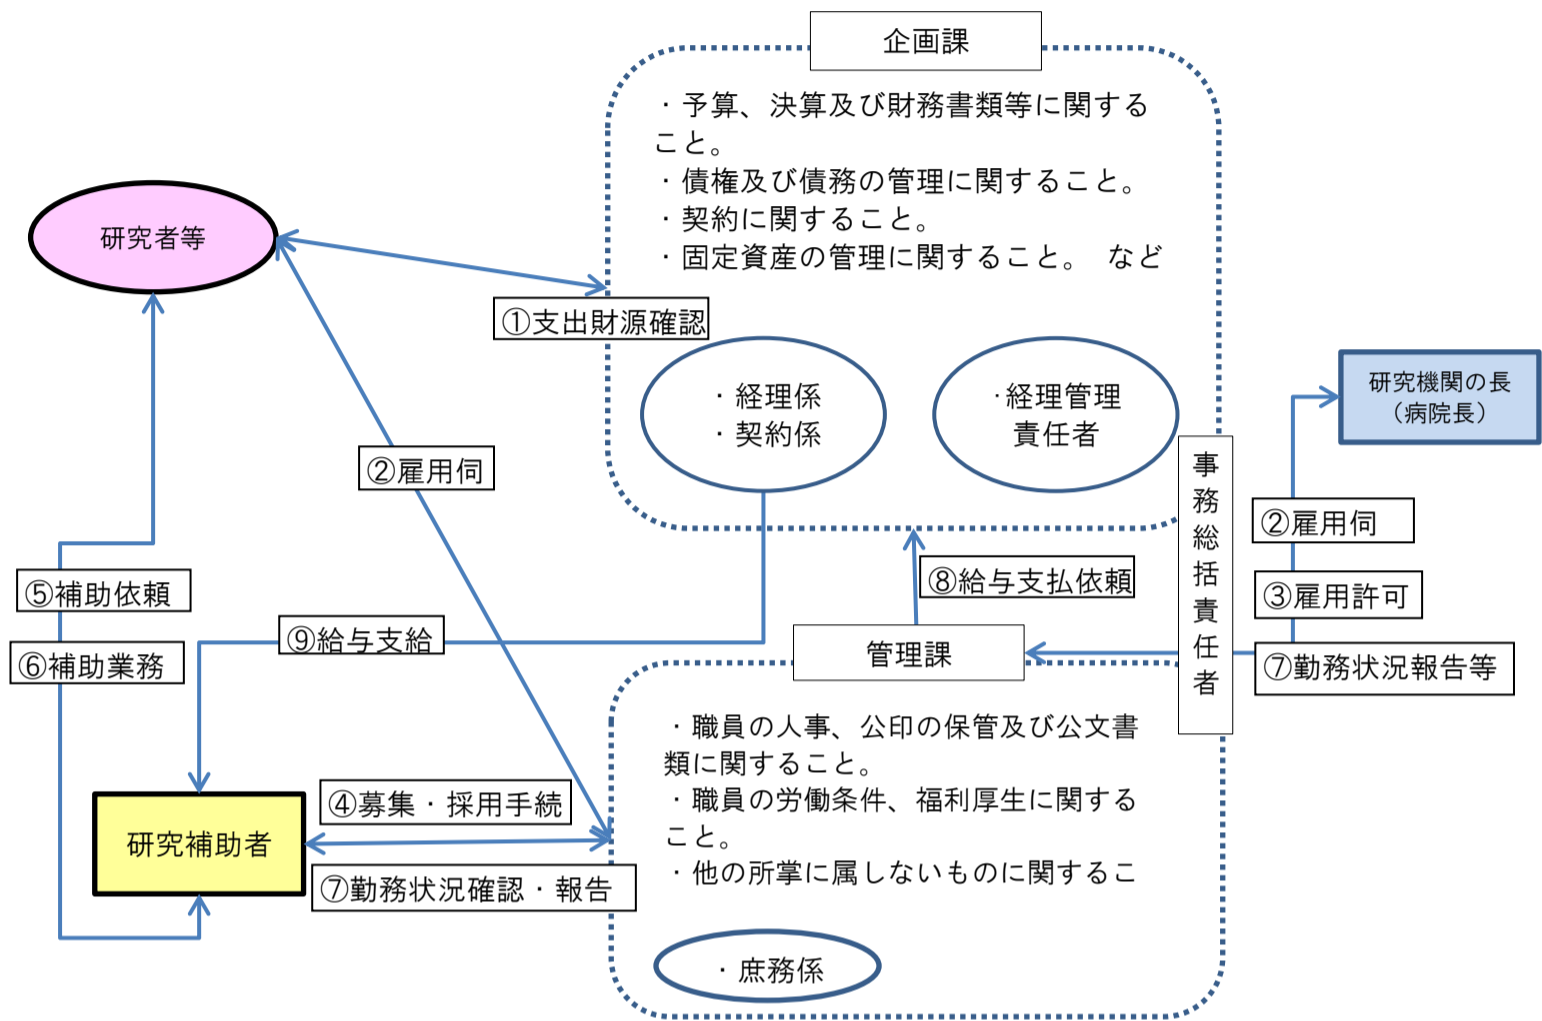 企画課
・予算、決算及び財務書類等に関する
こと。
・債権及び債務の管理に関すること。
・契約に関すること。
・固定資産の管理に関すること。　など
研究者等
①支出財源確認
・経理係
・契約係
・経理管理
責任者
研究機関の長
（病院長）
②雇用伺
事務総括責任者
②雇用伺
③雇用許可
⑦勤務状況報告等
⑤補助依頼
⑥補助業務
⑧給与支払依頼
⑨給与支給
管理課
・職員の人事、公印の保管及び公文書
類に関すること。
・職員の労働条件、福利厚生に関する
こと。
・他の所掌に属しないものに関するこ
④募集・採用手続
研究補助者
⑦勤務状況確認・報告
・庶務係